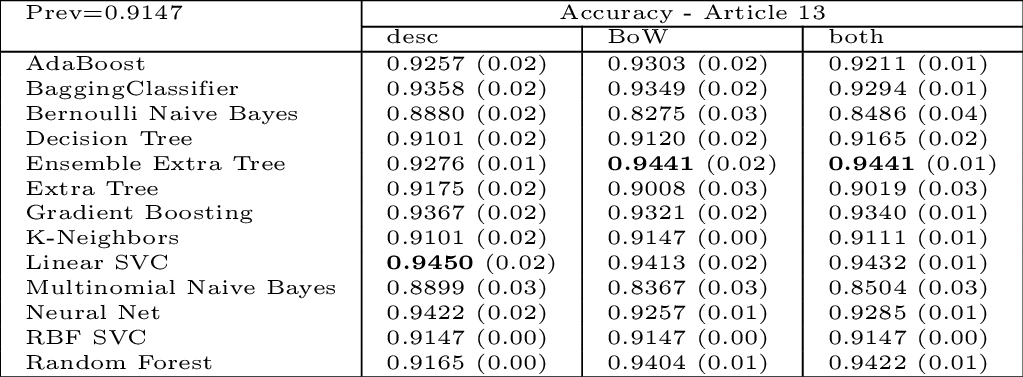 Prev=0.9147 Accuracy - Article 13
desc BoW both
AdaBoost 0.9257 (0.02) 0.9303 (0.02) 0.9211 (0.01)
BaggingClassifier 0.9358 (0.02) 0.9349 (0.02) 0.9294 (0.01)
Bernoulli Naive Bayes 0.8880 (0.02) 0.8275 (0.03) 0.8486 (0.04)
Decision Tree 0.9101 (0.02) 0.9120 (0.02) 0.9165 (0.02)
Ensemble Extra Tree 0.9276 (0.01) 0.9441 (0.02) 0.9441 (0.01)
Extra Tree 0.9175 (0.02) 0.9008 (0.03) 0.9019 (0.03)
Gradient Boosting 0.9367 (0.02) 0.9321 (0.02) 0.9340 (0.01)
K-Neighbors 0.9101 (0.02) 0.9147 (0.00) 0.9111 (0.01)
Linear SVC 0.9450 (0.02) 0.9413 (0.02) 0.9432 (0.01)
Multinomial Naive Bayes 0.8899 (0.03) 0.8367 (0.03) 0.8504 (0.03)
Neural Net 0.9422 (0.02) 0.9257 (0.01) 0.9285 (0.01)
RBF SVC 0.9147 (0.00) 0.9147 (0.00) 0.9147 (0.00)
Random Forest 0.9165 (0.00) 0.9404 (0.01) 0.9422 (0.01)